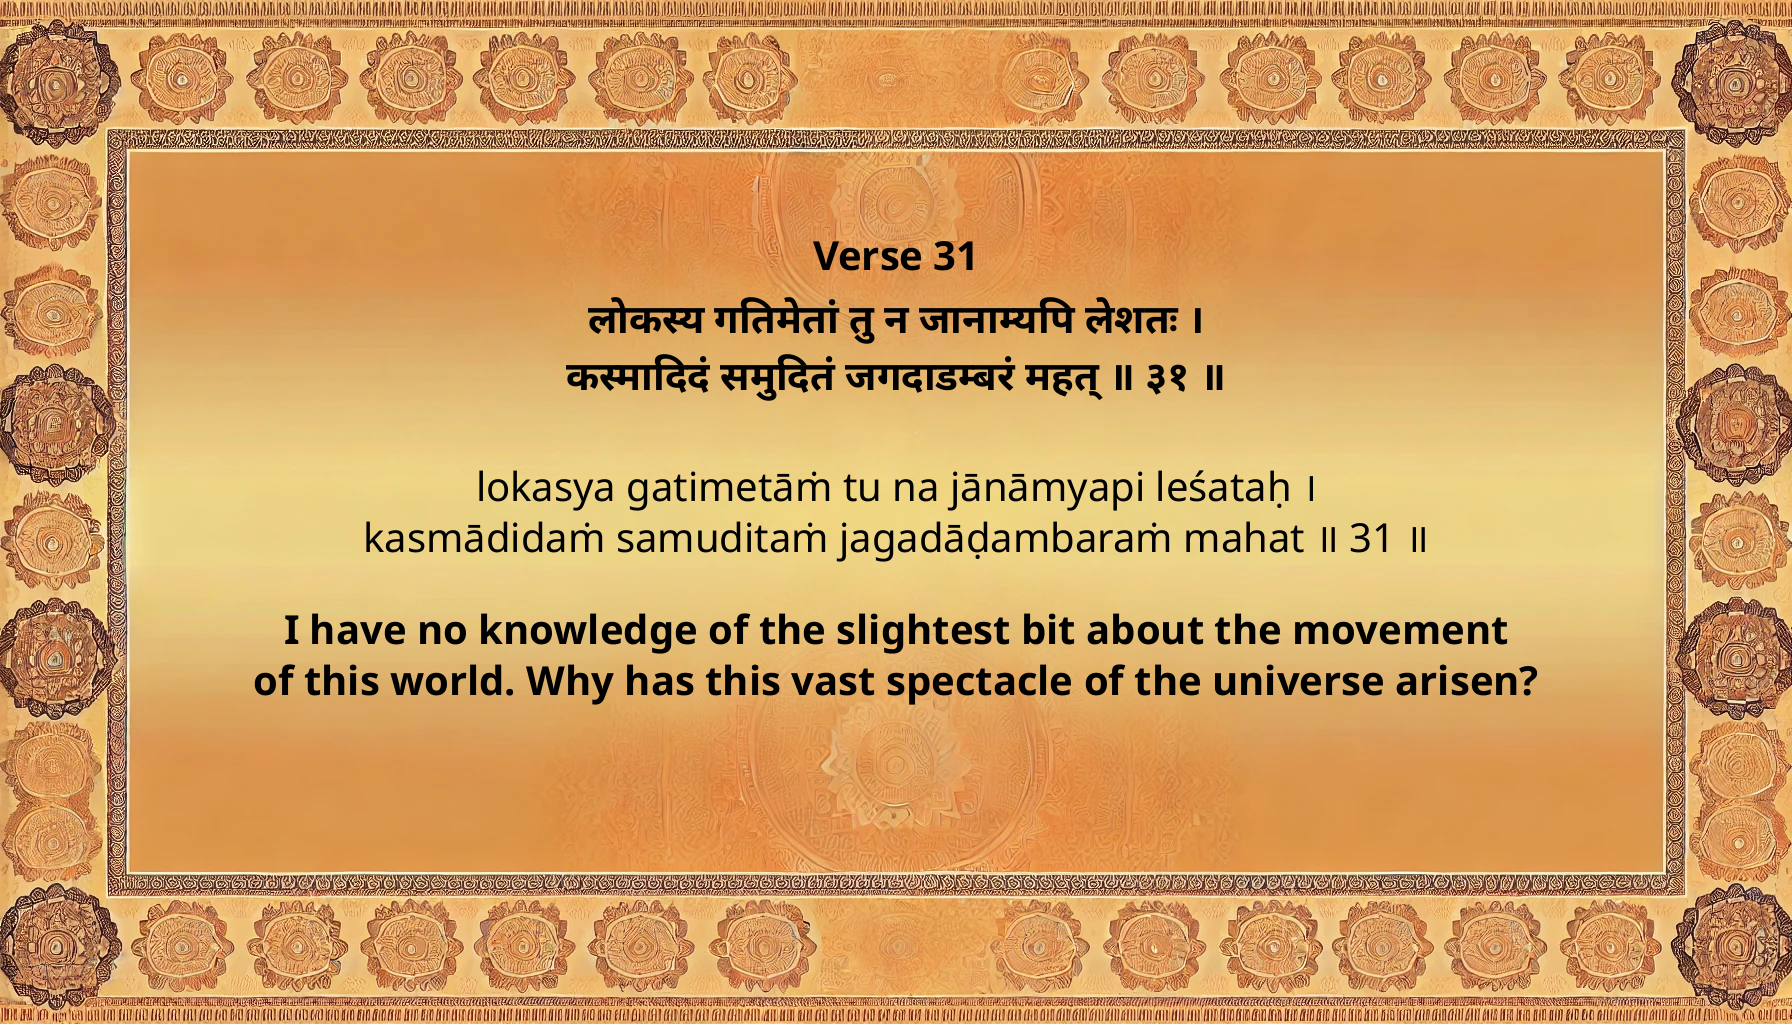 Verse 31
लोकस्य गतिमेतां तु न जानाम्यपि लेशतः ।
कस्मादिदं समुदितं जगदाडम्बरं महत् ॥ ३१ ॥
lokasya gatimetāṁ tu na jānāmyapi leśataḥ ।
kasmādidaṁ samuditaṁ jagadāḍambaraṁ mahat ॥ 31 ॥
I have no knowledge of the slightest bit about the movement
of this world. Why has this vast spectacle of the universe arisen?